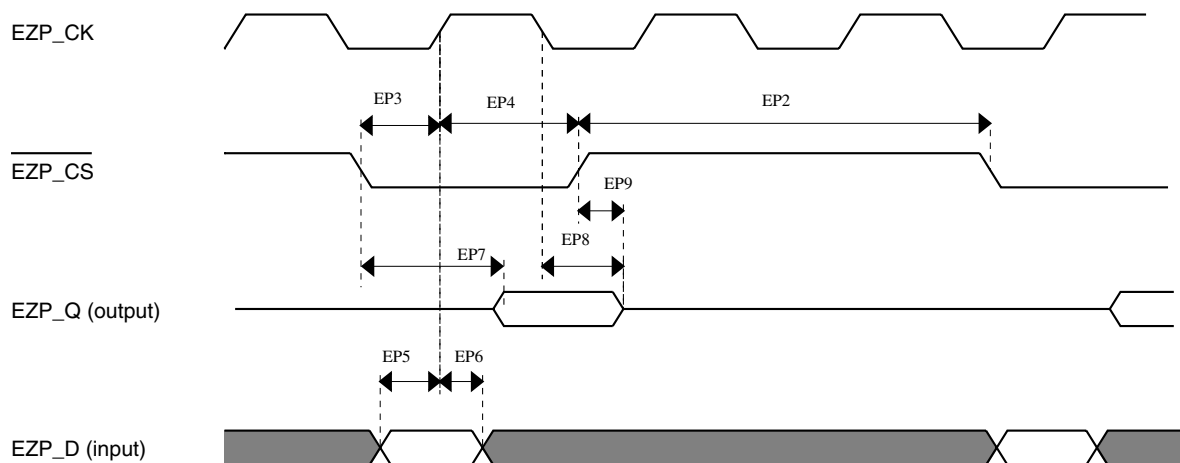 EZP_CK
EP3
EP4
EP2
EZP_CS
EP9
EP8
EP7
EZP_Q (output)
EP5
EP6
EZP_D (input)